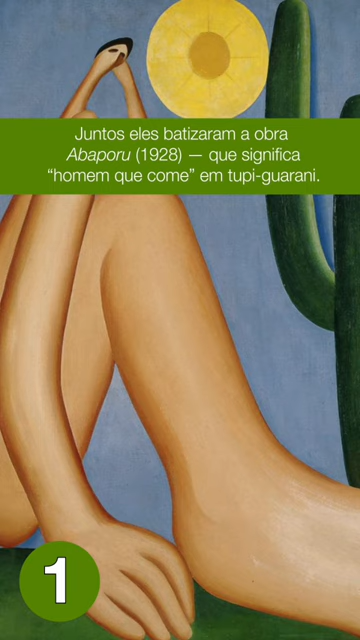 Juntos eles batizaram a obra
Abaporu (1928) — que significa
“homem que come” em tupi-guarani.
1